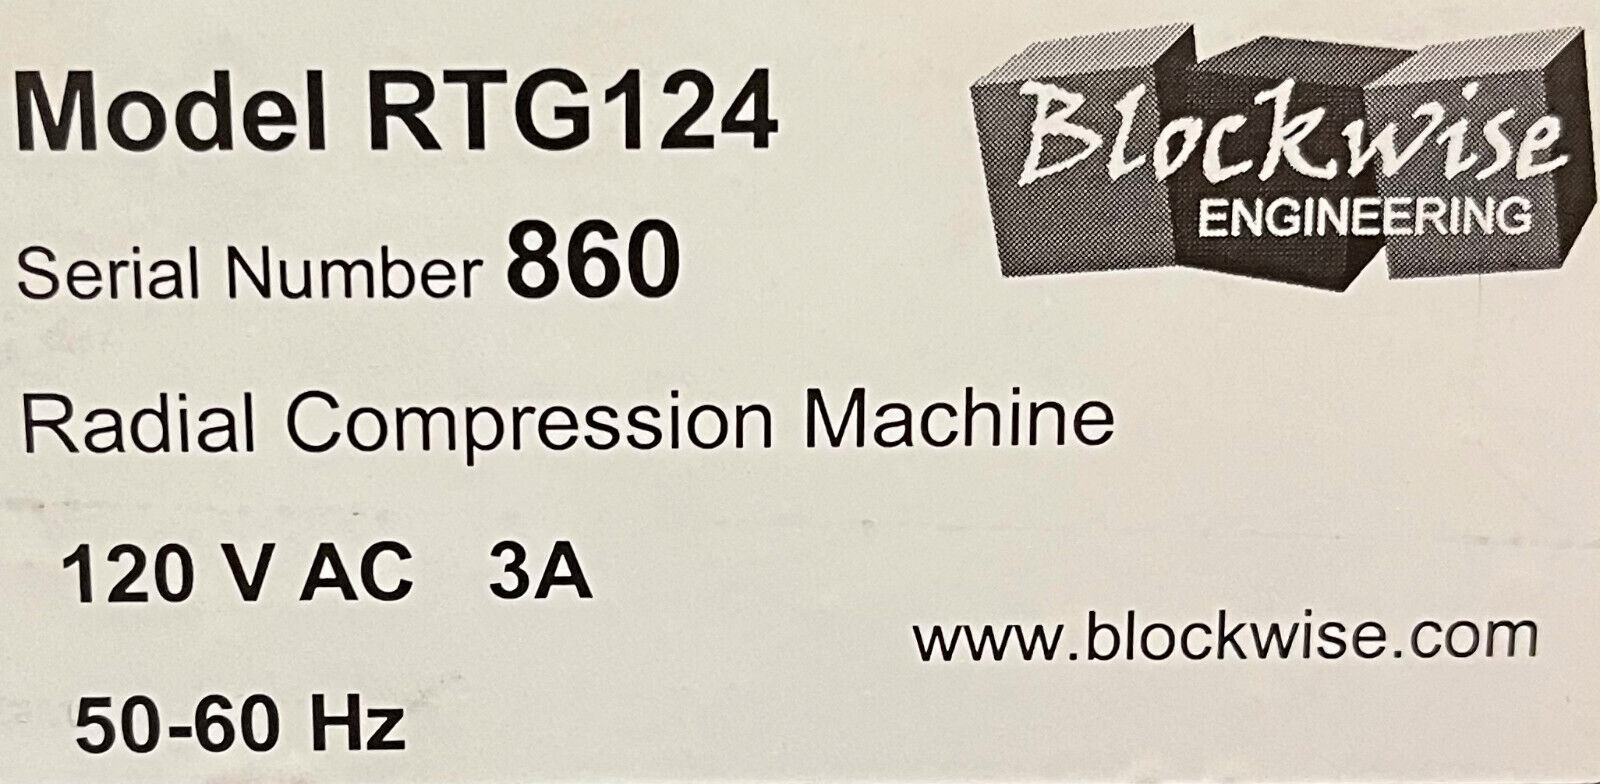 Model RTG124
Blockwise
ENGINEERING
Serial Number 860
Radial Compression Machine
120 V AC 3A
www.blockwise.com
50-60 Hz